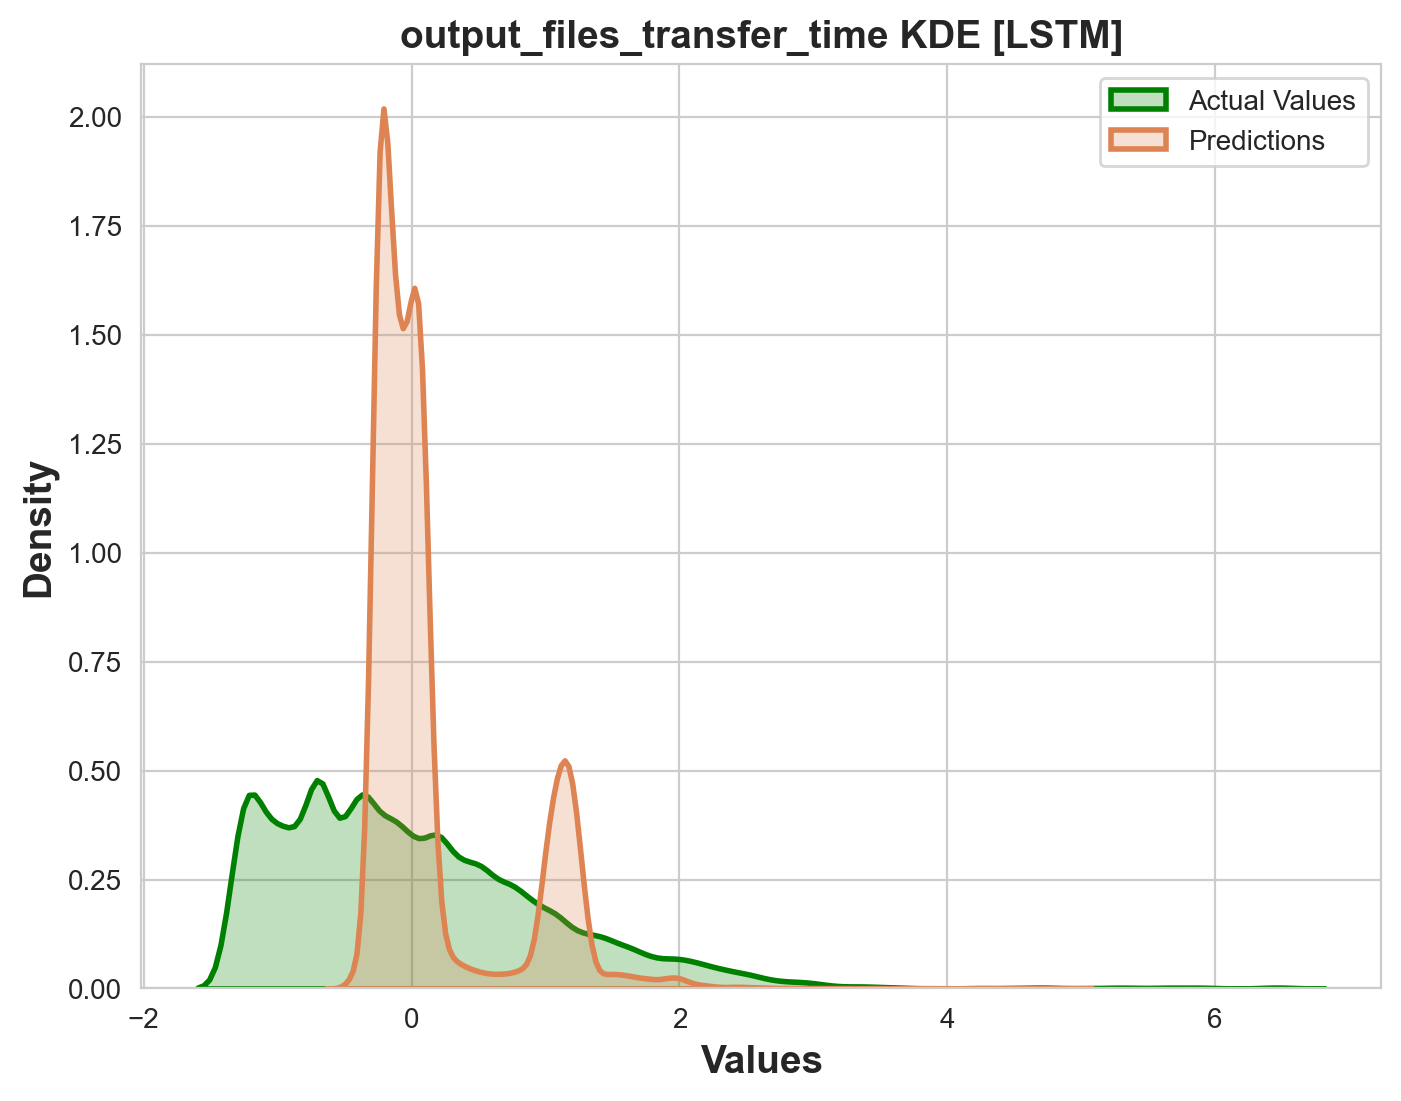 output_files_transfer_time KDE [LSTM]
Actual Values
Predictions
2.00
1.75
1.50
1.25
1.00
0.75
0.50
0.25
0.00
Density
−2 0 2 4 6
Values